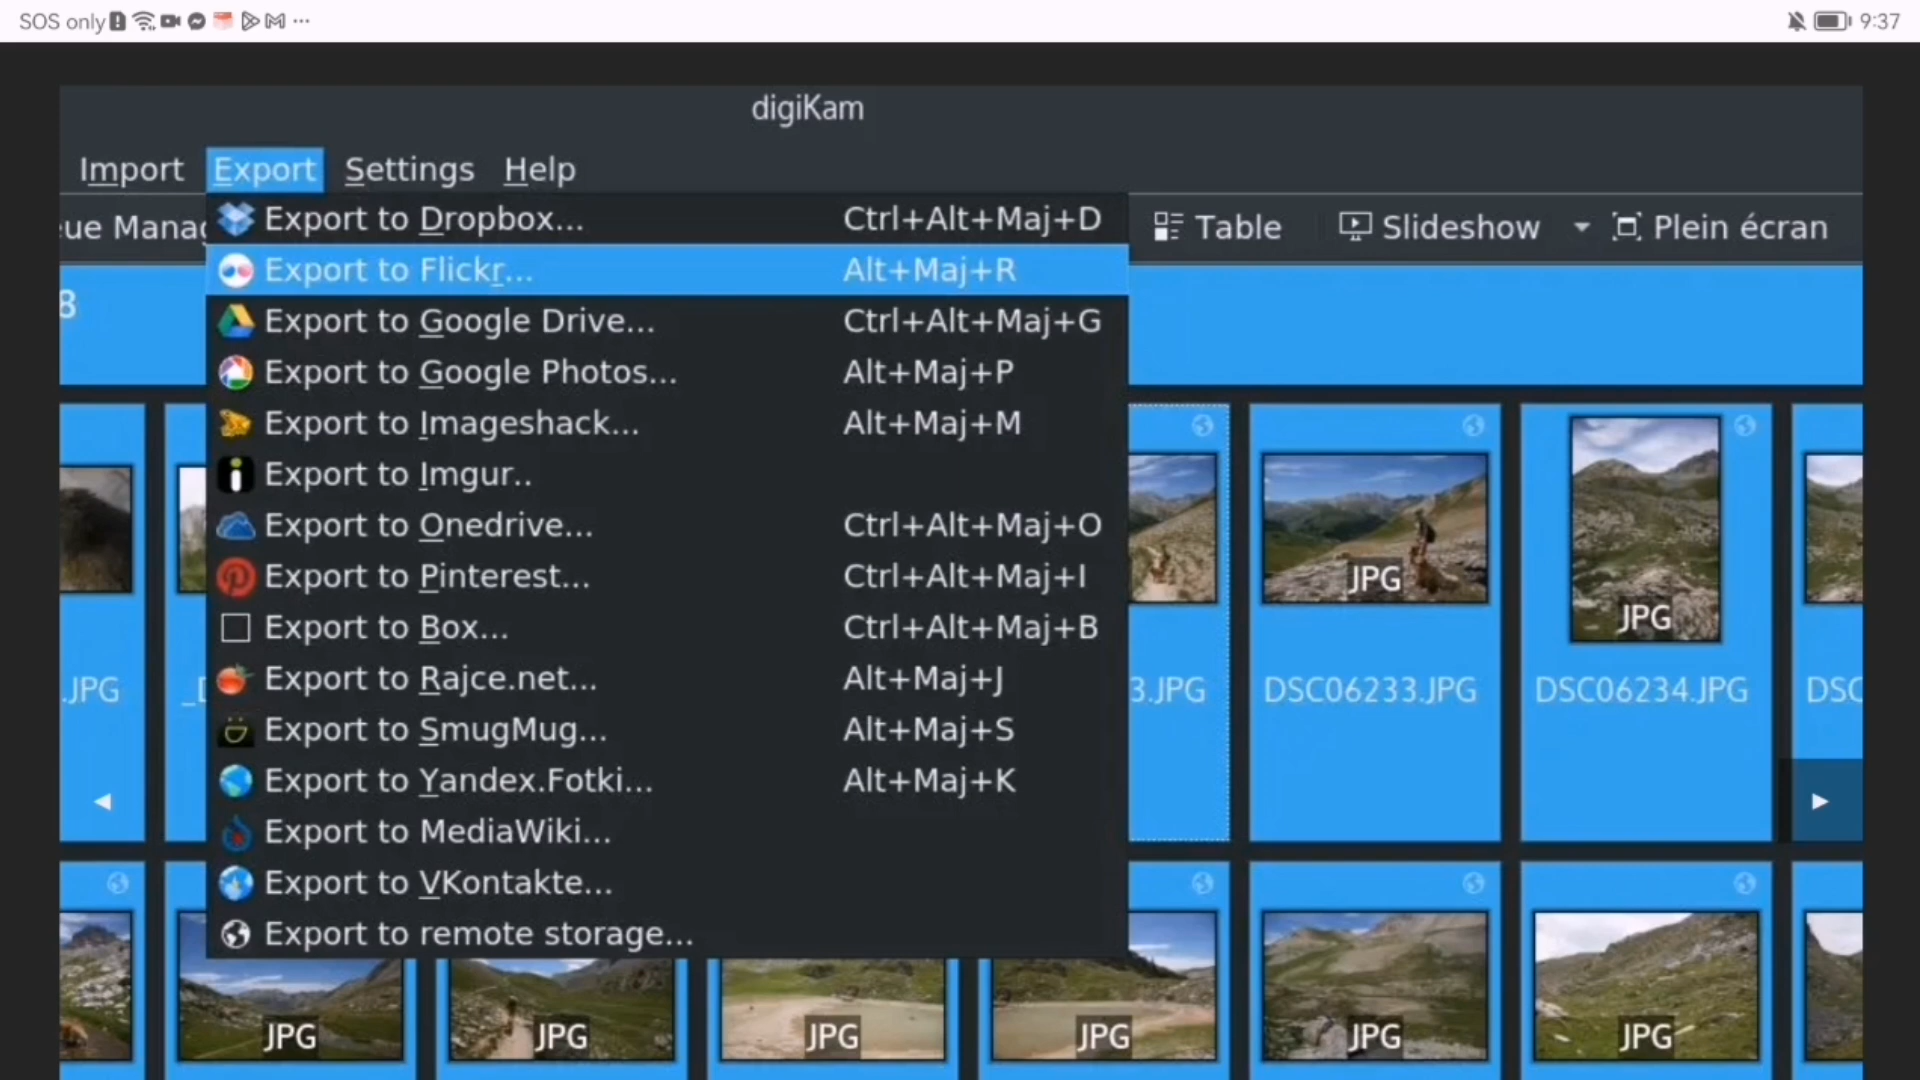 SOS only 9:37
digiKam
Import Export Settings Help
ue Manag Table Slideshow Plein écran
8
Export to Dropbox... Ctrl+Alt+Maj+D
Export to Flickr... Alt+Maj+R
Export to Google Drive... Ctrl+Alt+Maj+G
Export to Google Photos... Alt+Maj+P
Export to Imageshack... Alt+Maj+M
Export to Imgur..
Export to Onedrive... Ctrl+Alt+Maj+O
Export to Pinterest... Ctrl+Alt+Maj+I
Export to Box... Ctrl+Alt+Maj+B
Export to Rajce.net... Alt+Maj+J
Export to SmugMug... Alt+Maj+S
Export to Yandex.Fotki... Alt+Maj+K
Export to MediaWiki...
Export to VKontakte...
Export to remote storage...
JPG JPG
.JPG _D 3.JPG DSC06233.JPG DSC06234.JPG DSC
JPG JPG JPG JPG JPG JPG